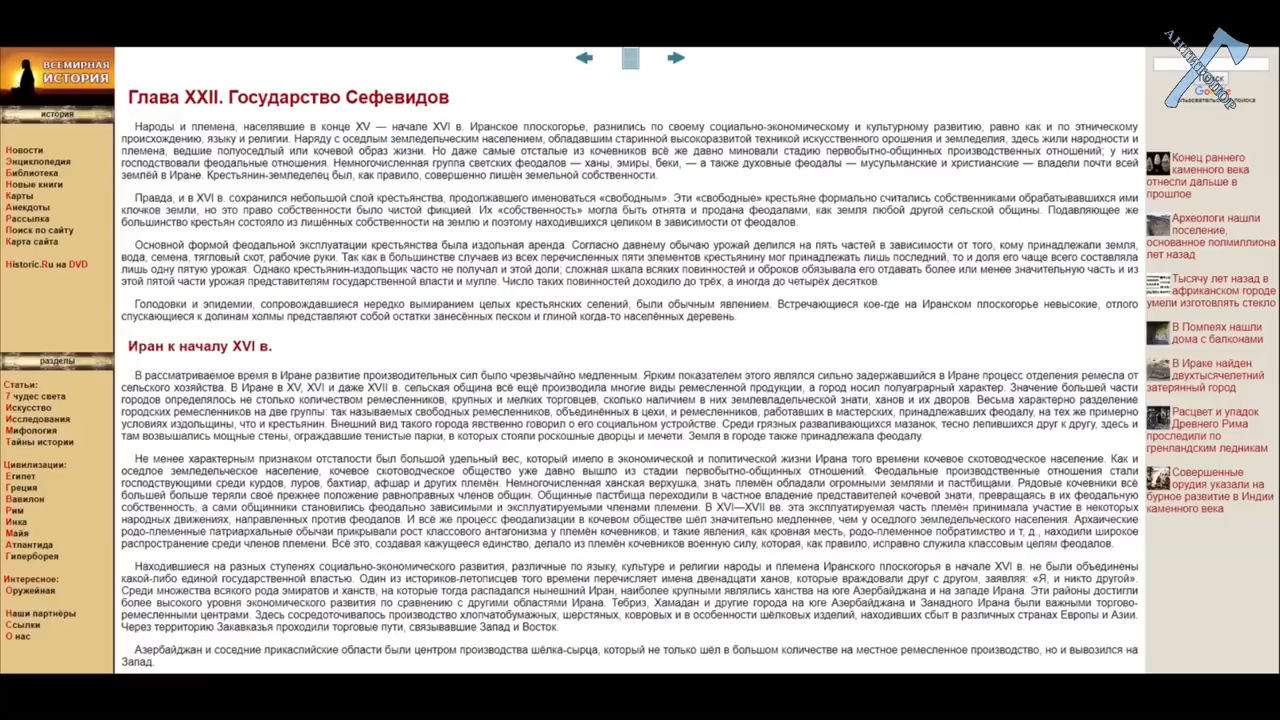 ВСЕМИРНАЯ
ИСТОРИЯ
история
Новости
Энциклопедия
Библиотека
Новые книги
Карты
Анекдоты
Рассылка
Поиск по сайту
Карта сайта
Historic.Ru на DVD
разделы
Статьи:
7 чудес света
Искусство
Исследования
Мифология
Тайны истории
Цивилизации:
Египет
Греция
Вавилон
Рим
Инка
Майя
Атлантида
Гиперборея
Интересное:
Оружейная
Наши партнёры
Ссылки
О нас
Глава XXII. Государство Сефевидов
Народы и племена, населявшие в конце XV — начале XVI в. Иранское плоскогорье, разнились по своему социально-экономическому и культурному развитию, равно как и по этническому
происхождению, языку и религии. Наряду с оседлым земледельческим населением, обладавшим старинной высокоразвитой техникой искусственного орошения и земледелия, здесь жили народности и
племена, ведшие полуоседлый или кочевой образ жизни. Но даже самые отсталые из кочевников всё же давно миновали стадию первобытно-общинных производственных отношений; у них
господствовали феодальные отношения. Немногочисленная группа светских феодалов — ханы, эмиры, беки, — а также духовные феодалы — мусульманские и христианские — владели почти всей
землёй в Иране. Крестьянин-земледелец был, как правило, совершенно лишён земельной собственности.
Правда, и в XVI в. сохранился небольшой слой крестьянства, продолжавшего именоваться «свободным». Эти «свободные» крестьяне формально считались собственниками обрабатывавшихся ими
клочков земли, но это право собственности было чистой фикцией. Их «собственность» могла быть отнята и продана феодалами, как земля любой другой сельской общины. Подавляющее же
большинство крестьян состояло из лишённых собственности на землю и поэтому находившихся целиком в зависимости от феодалов.
Основной формой феодальной эксплуатации крестьянства была издольная аренда. Согласно давнему обычаю урожай делился на пять частей в зависимости от того, кому принадлежали земля,
вода, семена, тягловый скот, рабочие руки. Так как в большинстве случаев из всех перечисленных пяти элементов крестьянину мог принадлежать лишь последний, то и доля его чаще всего составляла
лишь одну пятую урожая. Однако крестьянин-издольщик часто не получал и этой доли; сложная шкала всяких повинностей и оброков обязывала его отдавать более или менее значительную часть и из
этой пятой части урожая представителям государственной власти и мулле. Число таких повинностей доходило до трёх, а иногда до четырёх десятков.
Голодовки и эпидемии, сопровождавшиеся нередко вымиранием целых крестьянских селений, были обычным явлением. Встречающиеся кое-где на Иранском плоскогорье невысокие, отлого
спускающиеся к долинам холмы представляют собой остатки занесённых песком и глиной когда-то населённых деревень.
Иран к началу XVI в.
В рассматриваемое время в Иране развитие производительных сил было чрезвычайно медленным. Ярким показателем этого являлся сильно задержавшийся в Иране процесс отделения ремесла от
сельского хозяйства. В Иране в XV, XVI и даже XVII в. сельская община всё ещё производила многие виды ремесленной продукции, а город носил полуаграрный характер. Значение большей части
городов определялось не столько количеством ремесленников, крупных и мелких торговцев, сколько наличием в них землевладельческой знати, ханов и их дворов. Весьма характерно разделение
городских ремесленников на две группы: так называемых свободных ремесленников, объединённых в цехи, и ремесленников, работавших в мастерских, принадлежавших феодалу, на тех же примерно
условиях издольщины, что и крестьянин. Внешний вид такого города явственно говорил о его социальном устройстве. Среди грязных разваливающихся мазанок, тесно лепившихся друг к другу, здесь и
там возвышались мощные стены, ограждавшие тенистые парки, в которых стояли роскошные дворцы и мечети. Земля в городе также принадлежала феодалу.
Не менее характерным признаком отсталости был большой удельный вес, который имело в экономической и политической жизни Ирана того времени кочевое скотоводческое население. Как и
оседлое земледельческое население, кочевое скотоводческое общество уже давно вышло из стадии первобытно-общинных отношений. Феодальные производственные отношения стали
господствующими среди курдов, луров, бахтиар, афшар и других племён. Немногочисленная ханская верхушка, знать племён обладали огромными землями и пастбищами. Рядовые кочевники всё
больше больше теряли своё прежнее положение равноправных членов общин. Общинные пастбища переходили в частное владение представителей кочевой знати, превращаясь в их феодальную
собственность, а сами общинники становились феодально зависимыми и эксплуатируемыми членами племени. В XVI—XVII вв. эта эксплуатируемая часть племён принимала участие в некоторых
народных движениях, направленных против феодалов. И всё же процесс феодализации в кочевом обществе шёл значительно медленнее, чем у оседлого земледельческого населения. Архаические
родо-племенные патриархальные обычаи прикрывали рост классового антагонизма у племён кочевников; и такие явления, как кровная месть, родо-племенное побратимство и т, д., находили широкое
распространение среди членов племени. Всё это, создавая кажущееся единство, делало из племён кочевников военную силу, которая, как правило, исправно служила классовым целям феодалов.
Находившиеся на разных ступенях социально-экономического развития, различные по языку, культуре и религии народы и племена Иранского плоскогорья в начале XVI в. не были объединены
какой-либо единой государственной властью. Один из историков-летописцев того времени перечисляет имена двенадцати ханов, которые враждовали друг с другом, заявляя: «Я, и никто другой».
Среди множества всякого рода эмиратов и ханств, на которые тогда распадался нынешний Иран, наиболее крупными являлись ханства на юге Азербайджана и на западе Ирана. Эти районы достигли
более высокого уровня экономического развития по сравнению с другими областями Ирана. Тебриз, Хамадан и другие города на юге Азербайджана и Занадного Ирана были важными торгово-
ремесленными центрами. Здесь сосредоточилось производство хлопчатобумажных, шерстяных, ковровых и в особенности шёлковых изделий, находивших сбыт в различных странах Европы и Азии.
Через территорию Закавказья проходили торговые пути, связывавшие Запад и Восток.
Азербайджан и соседние прикаспийские области были центром производства шёлка-сырца, который не только шёл в большом количестве на местное ремесленное производство, но и вывозился на
Запад.
АНТИТОПОР
Поиск
Конец раннего
каменного века
отнесли дальше в
прошлое
Археологи нашли
поселение,
основанное полмиллиона
лет назад
Тысячу лет назад в
африканском городе
умели изготовлять стекло
В Помпеях нашли
дома с балконами
В Ираке найден
двухтысячелетний
затерянный город
Расцвет и упадок
Древнего Рима
проследили по
гренландским ледникам
Совершенные
орудия указали на
бурное развитие в Индии
каменного века